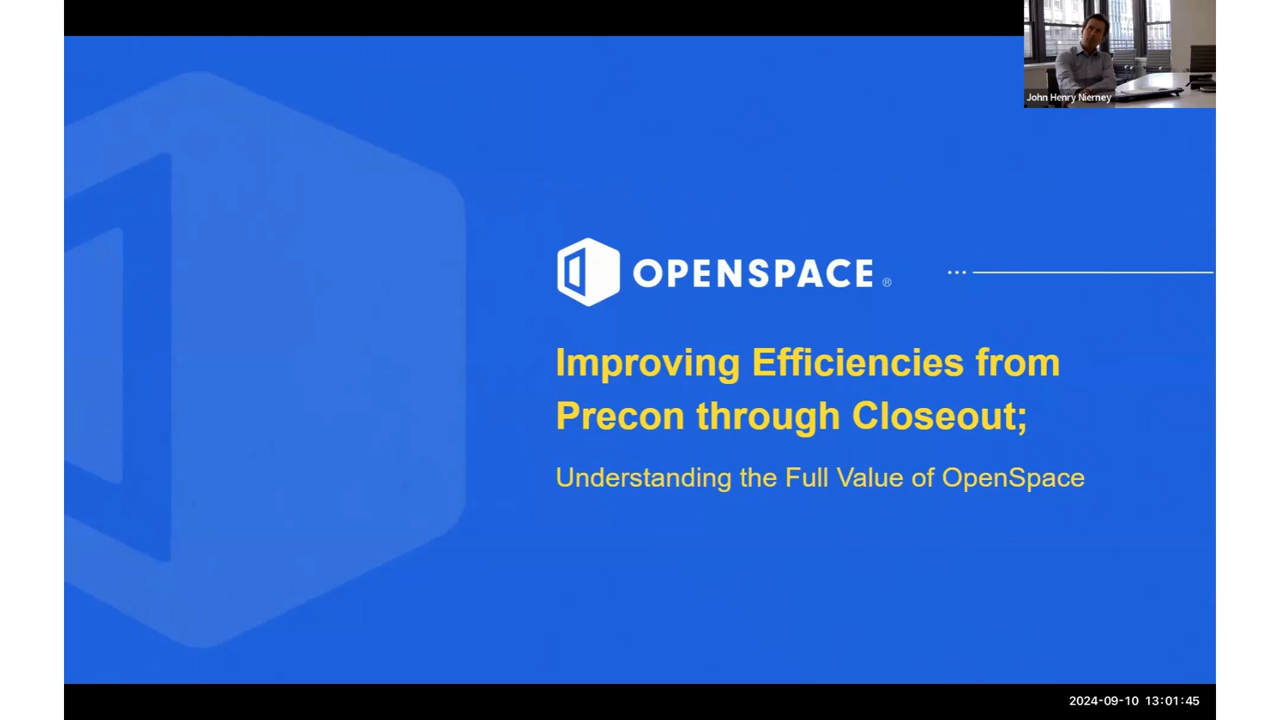 John Henry Nierney
OPENSPACE®
Improving Efficiencies from
Precon through Closeout;
Understanding the Full Value of OpenSpace
2024-09-10 13:01:45